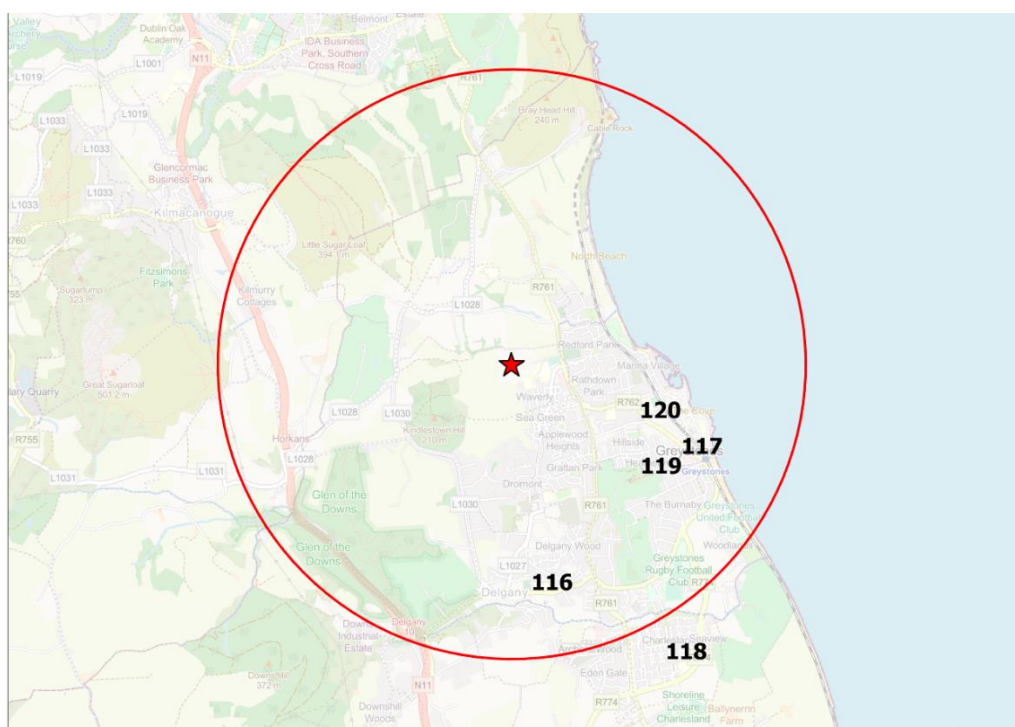 Dublin Oak
Academy
Belmont
Estate
IDA Business
Park, Southern
Cross Road
N11
L1001
R761
L1019
L1019
L1033
L1033
L1033
L1033
Bray Head Hill
240 m
Cable Rock
Glencormac
Business Park
Kilmacanogue
R760
Little Sugar Loaf
Fitzsimons
Park
Sugarlump
323 m
Kilmurry
Cottages
North Beach
R761
L1028
Great Sugarloaf
501.2 m
Redford Park
Marina Village
Rathdown
Park
R762
120
Waverly
Sea Green
Kindlestown Hill
210 m
Applewood
Heights
Hillside
117
119
Greystones
Grattan Park
L1028
L1030
R755
Horkans
L1028
L1031
L1031
Glen of the
Downs
Dromont
L1030
R761
The Burnaby
Greystones
United Football
Club
Woodlands
Glen of the
Downs
Delgany Wood
L1027
116
Delgany
Greystones
Rugby Football
Club
R774
R761
Delgany
10
Industrial
Estate
118
Eden Gate
R774
Shoreline
Leisure
Charlesland
Ballynerrin
Farm
372 m
Downshill
Woods
N11